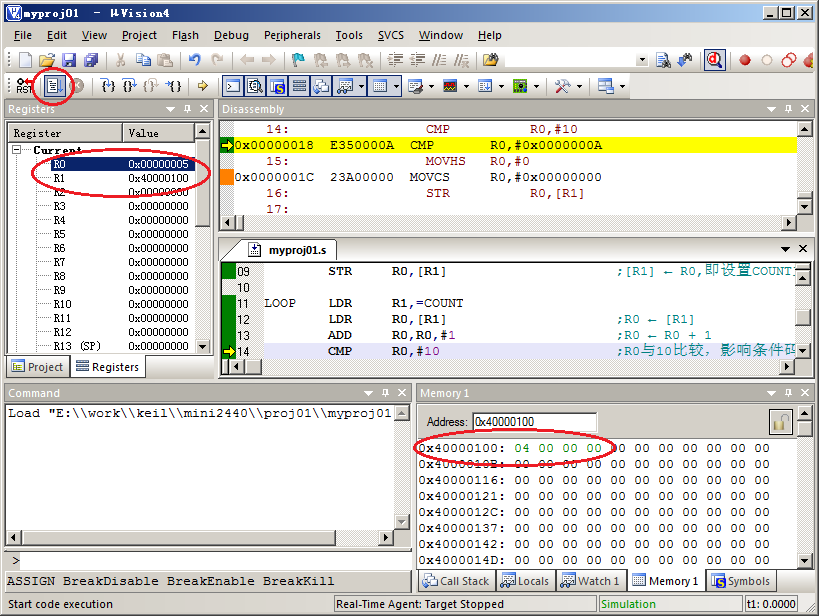 myproj01 - µVision4
File Edit View Project Flash Debug Peripherals Tools SVCS Window Help
RST
Registers
Register Value
Current
R0 0x00000005
R1 0x40000100
R2 0x00000000
R3 0x00000000
R4 0x00000000
R5 0x00000000
R6 0x00000000
R7 0x00000000
R8 0x00000000
R9 0x00000000
R10 0x00000000
R11 0x00000000
R12 0x00000000
R13 (SP) 0x00000000
Project Registers
Disassembly
14: CMP R0,#10
0x00000018 E350000A CMP R0,#0x0000000A
15: MOVHS R0,#0
0x0000001C 23A00000 MOVCS R0,#0x00000000
16: STR R0,[R1]
17:
myproj01.s
09 STR R0,[R1] ;[R1] ← R0,即设置COUNT
10
11 LOOP LDR R1,=COUNT
12 LDR R0,[R1] ;R0 ← [R1]
13 ADD R0,R0,#1 ;R0 ← R0 + 1
14 CMP R0,#10 ;R0与10比较，影响条件码
Command
Load "E:\\work\\keil\\mini2440\\proj01\\myproj01
>
ASSIGN BreakDisable BreakEnable BreakKill
Memory 1
Address: 0x40000100
0x40000100: 04 00 00 00 00 00 00 00 00 00 00
0x4000010B: 00 00 00 00 00 00 00 00 00 00 00
0x40000116: 00 00 00 00 00 00 00 00 00 00 00
0x40000121: 00 00 00 00 00 00 00 00 00 00 00
0x4000012C: 00 00 00 00 00 00 00 00 00 00 00
0x40000137: 00 00 00 00 00 00 00 00 00 00 00
0x40000142: 00 00 00 00 00 00 00 00 00 00 00
0x4000014D: 00 00 00 00 00 00 00 00 00 00 00
Call Stack Locals Watch 1 Memory 1 Symbols
Start code execution Real-Time Agent: Target Stopped Simulation t1: 0.0000